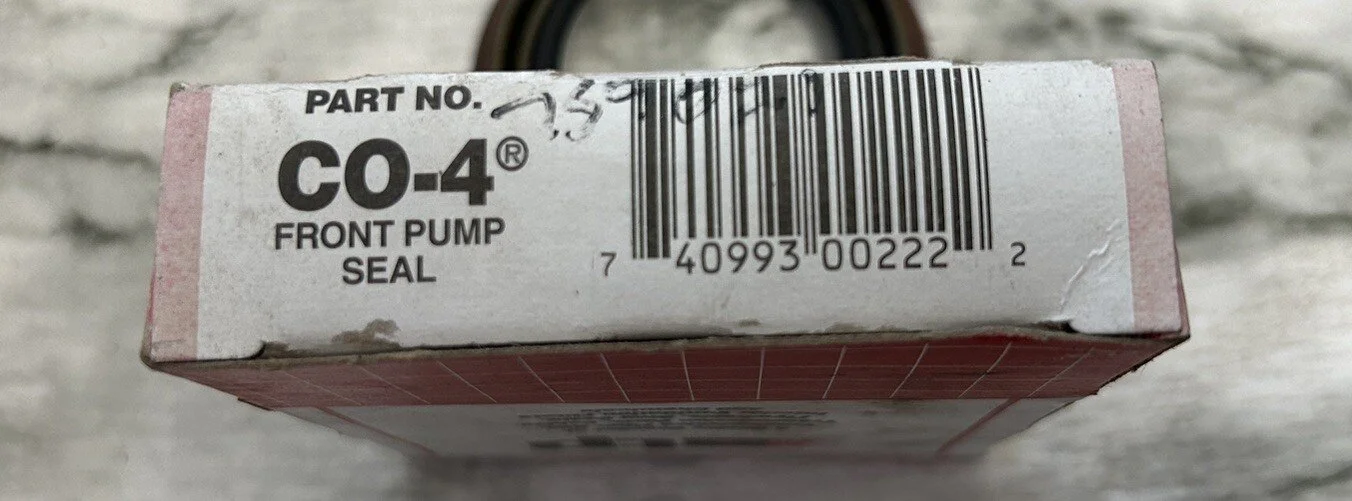 PART NO.
CO-4®
FRONT PUMP
SEAL
7 40993 00222 2